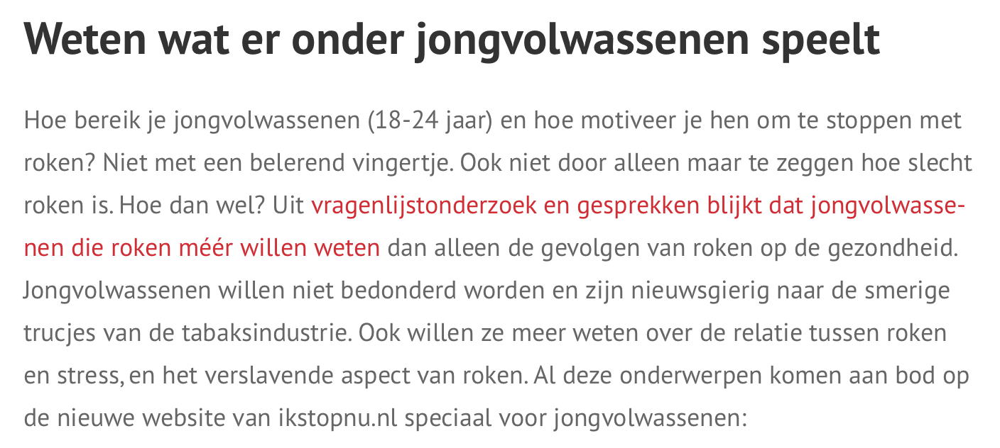 Weten wat er onder jongvolwassenen speelt
Hoe bereik je jongvolwassenen (18-24 jaar) en hoe motiveer je hen om te stoppen met
roken? Niet met een belerend vingertje. Ook niet door alleen maar te zeggen hoe slecht
roken is. Hoe dan wel? Uit vragenlijstonderzoek en gesprekken blijkt dat jongvolwasse-
nen die roken méér willen weten dan alleen de gevolgen van roken op de gezondheid.
Jongvolwassenen willen niet bedonderd worden en zijn nieuwsgierig naar de smerige
trucjes van de tabaksindustrie. Ook willen ze meer weten over de relatie tussen roken
en stress, en het verslavende aspect van roken. Al deze onderwerpen komen aan bod op
de nieuwe website van ikstopnu.nl speciaal voor jongvolwassenen: